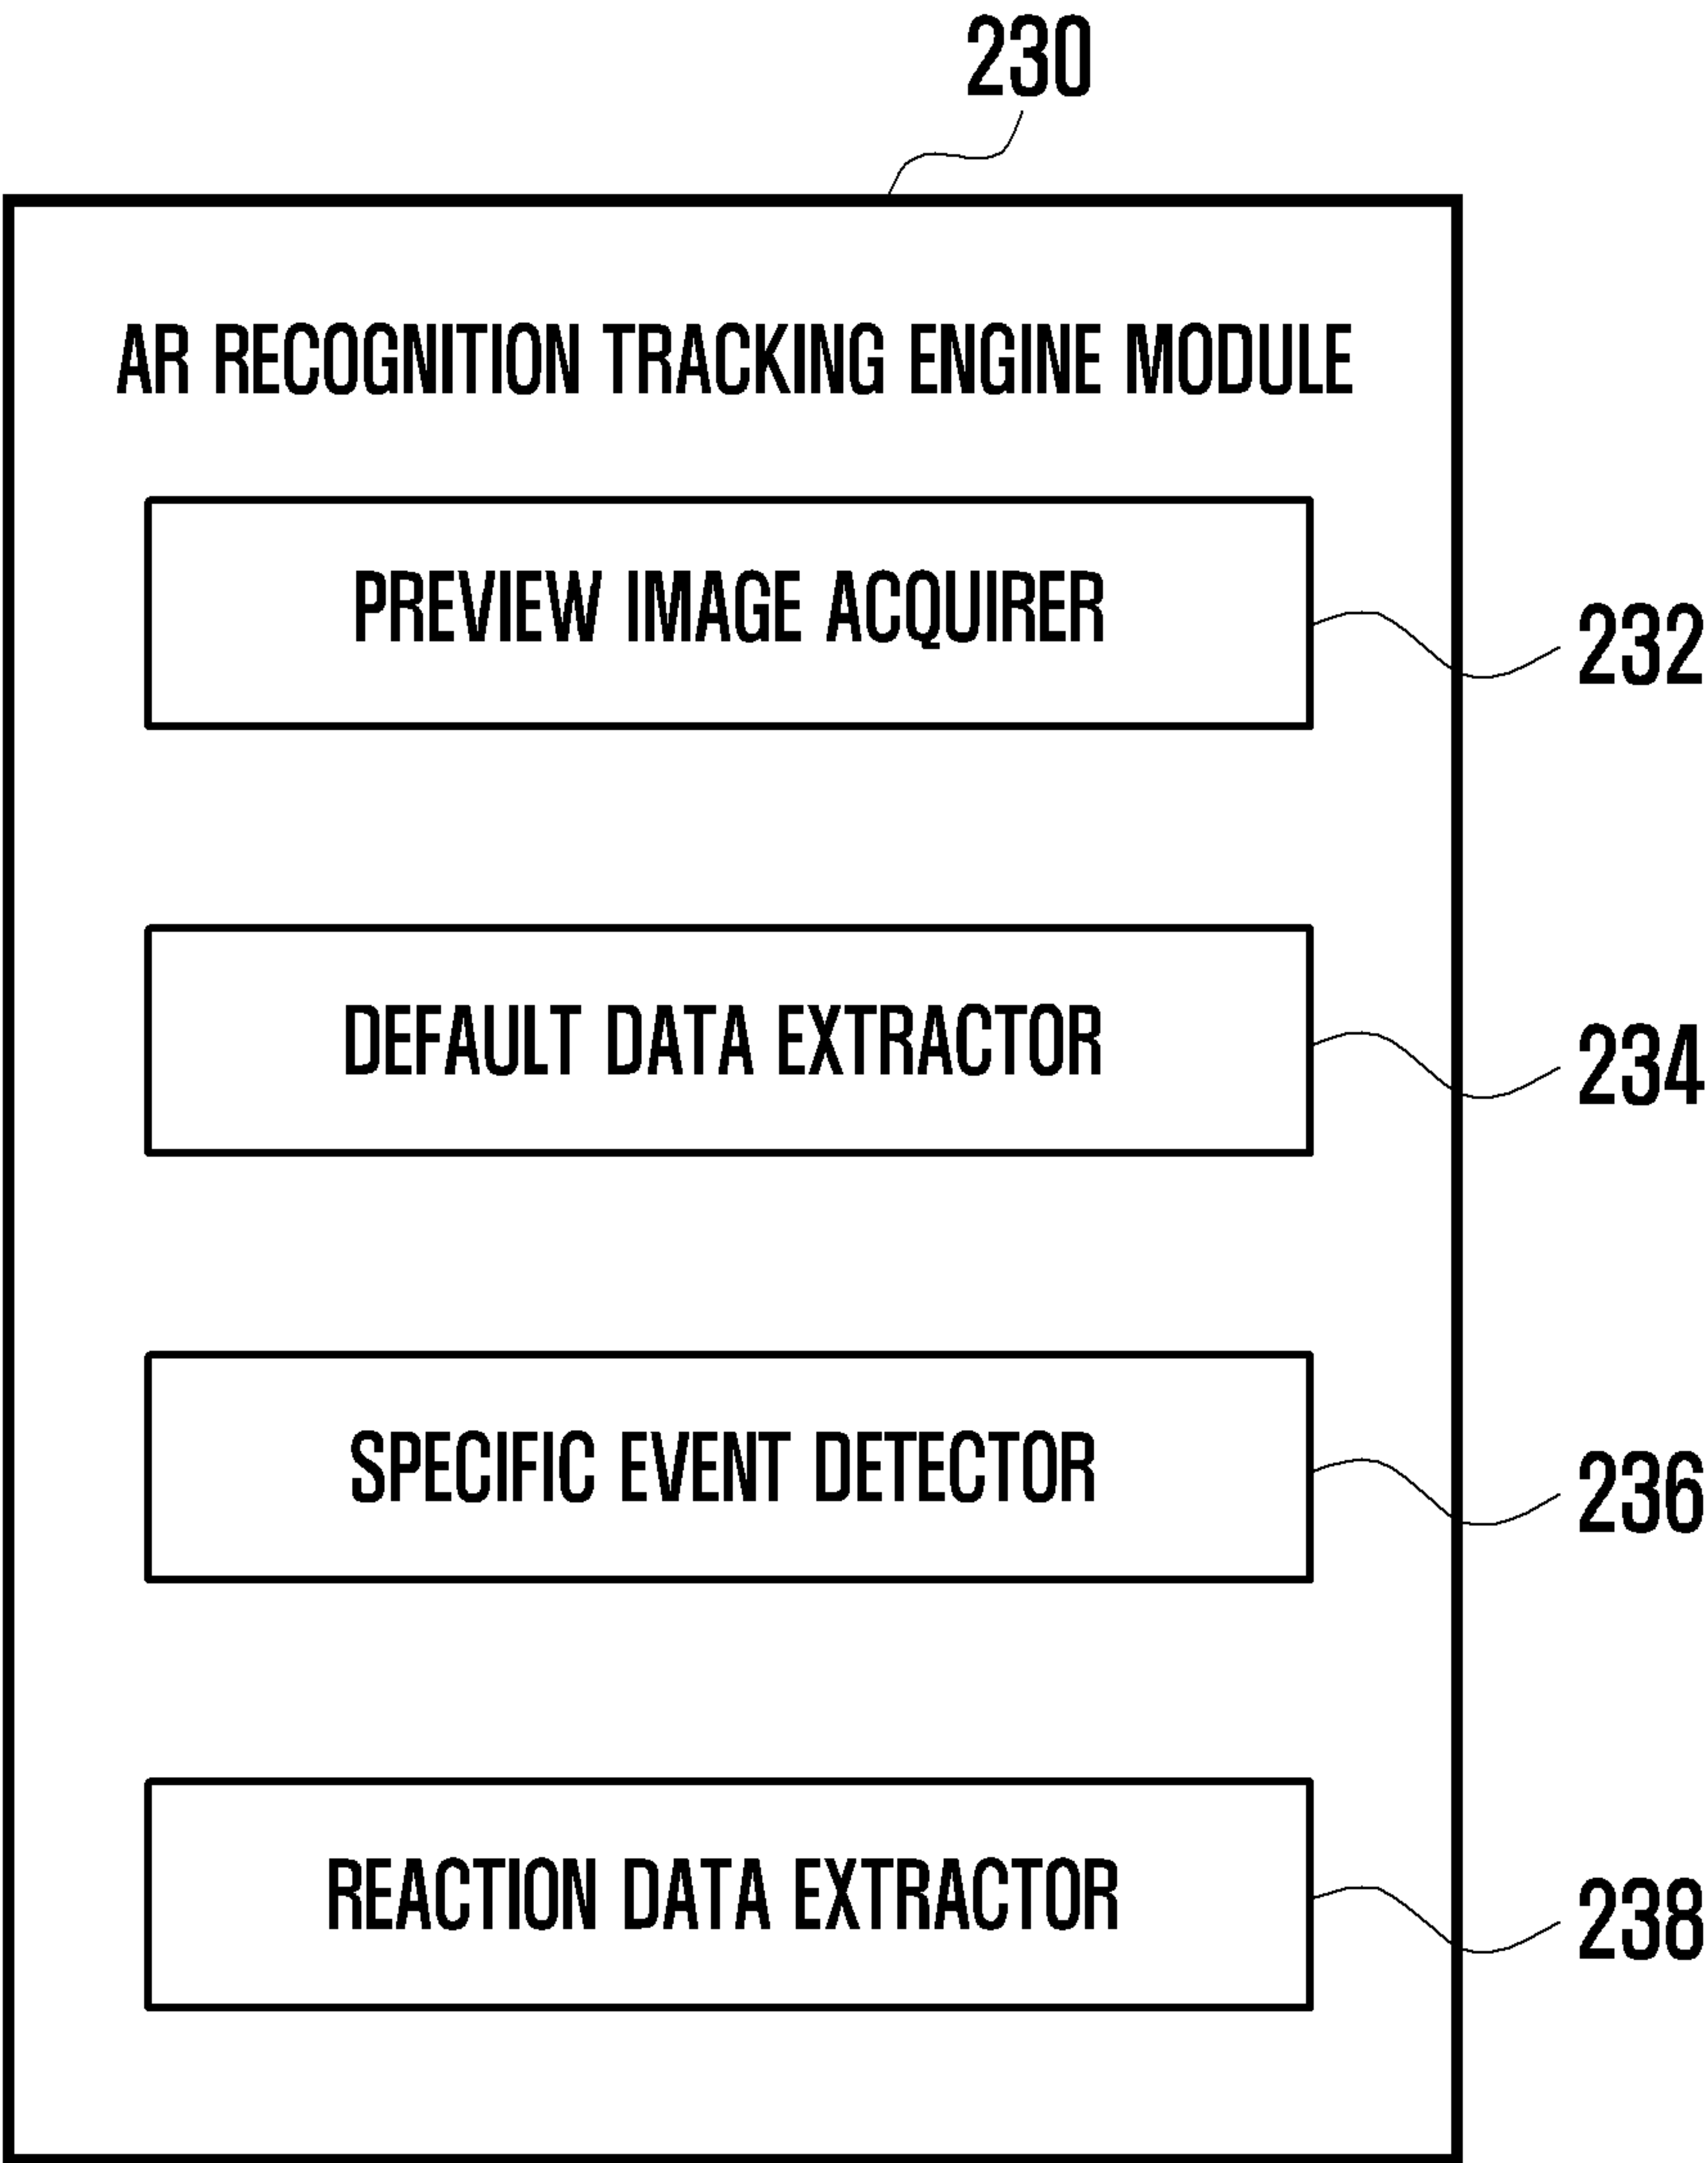 230
AR RECOGNITION TRACKING ENGINE MODULE
PREVIEW IMAGE ACQUIRER
232
DEFAULT DATA EXTRACTOR
234
SPECIFIC EVENT DETECTOR
236
REACTION DATA EXTRACTOR
238